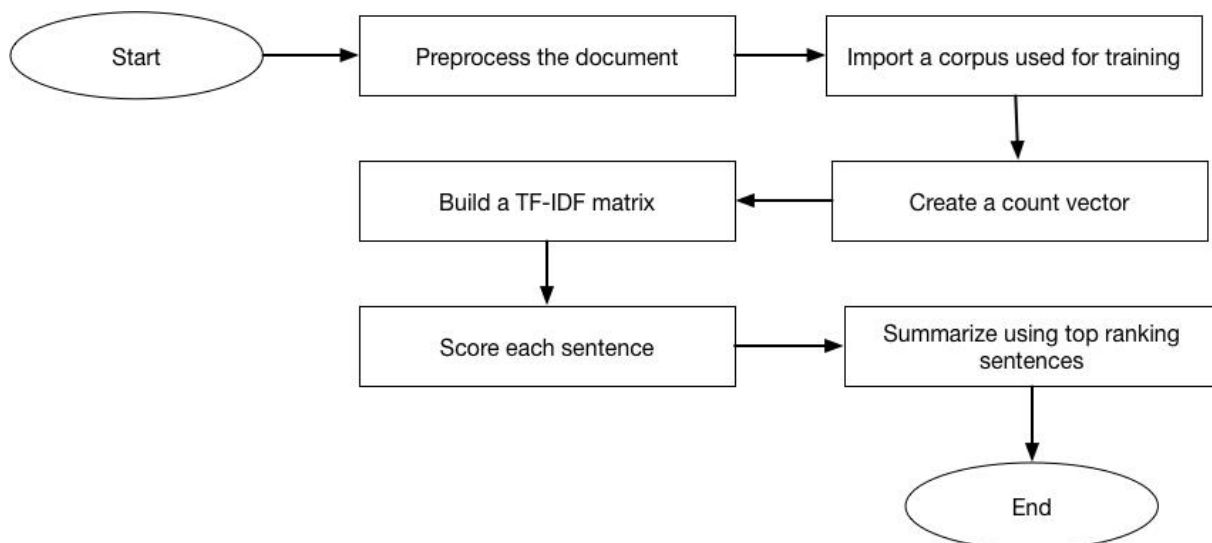 Start
Preprocess the document
Import a corpus used for training
Create a count vector
Build a TF-IDF matrix
Score each sentence
Summarize using top ranking
sentences
End